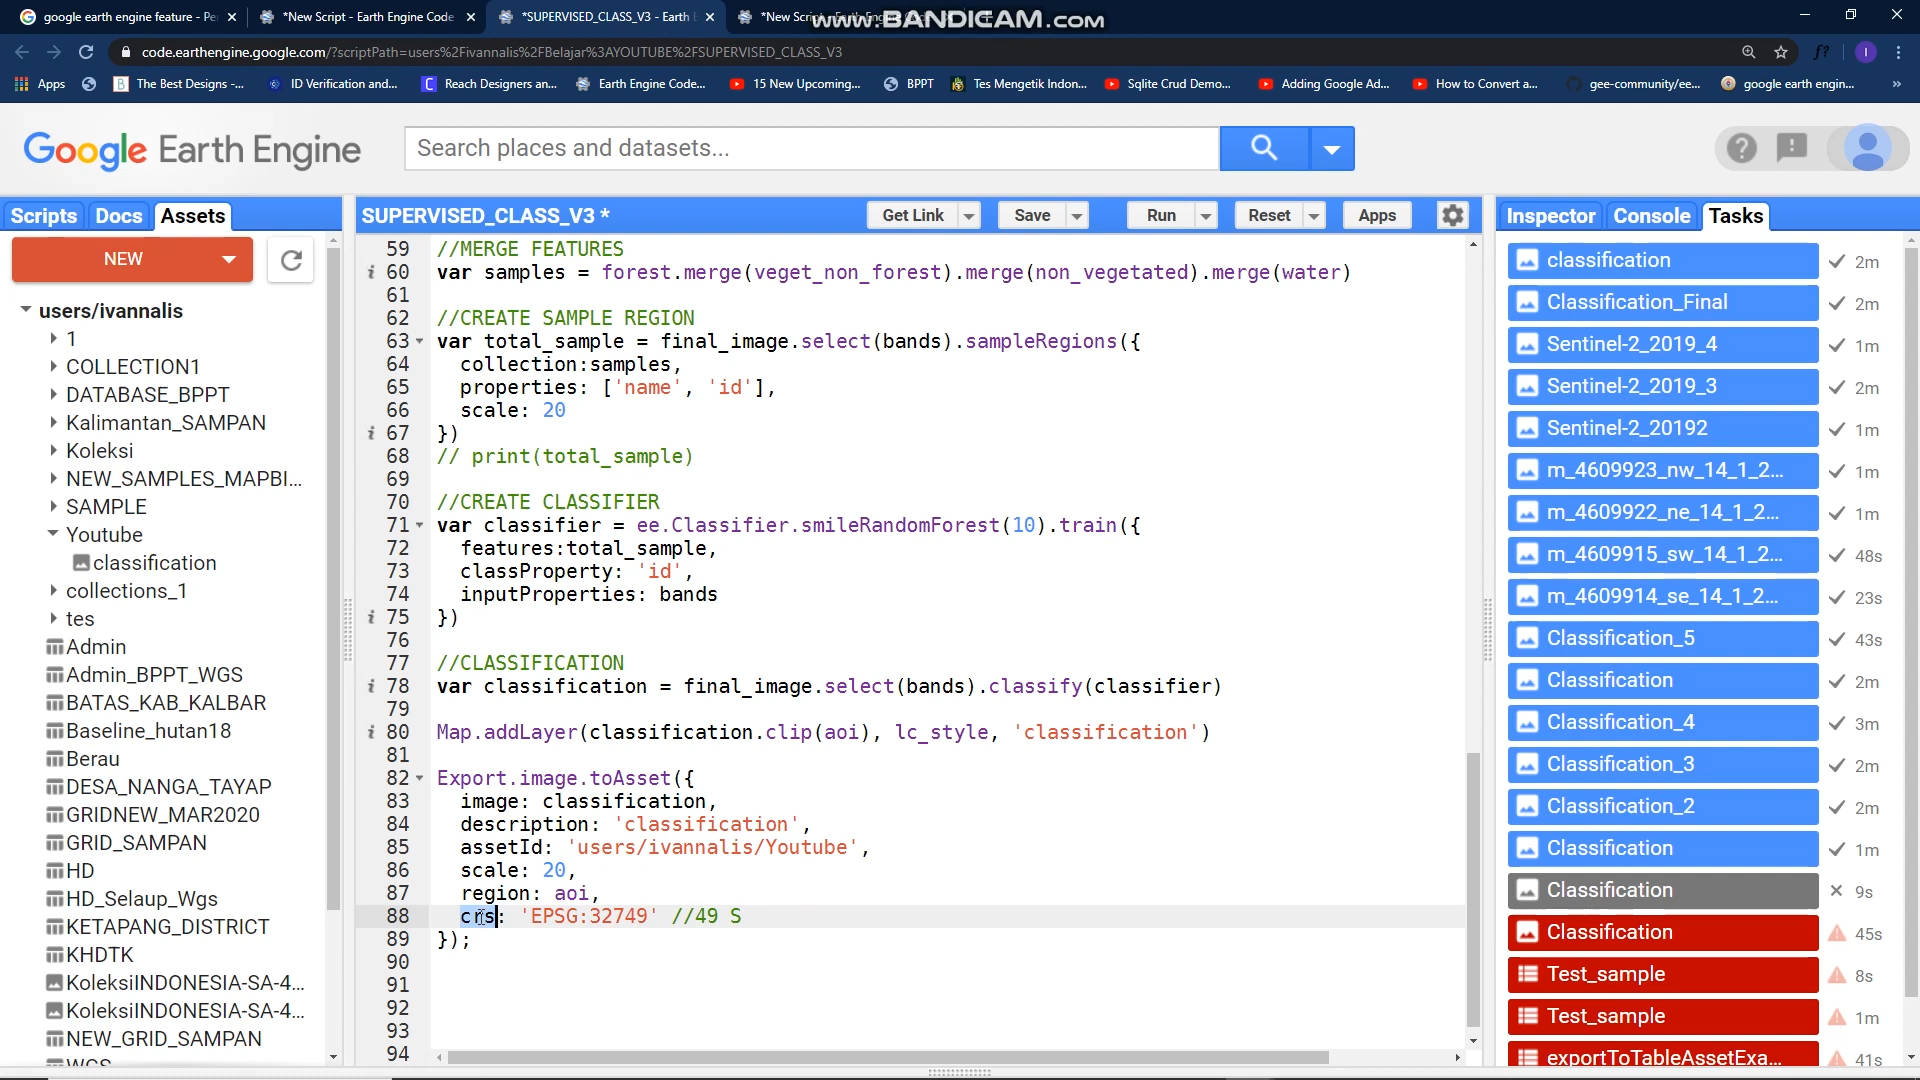 google earth engine feature - Pe
*New Script - Earth Engine Code
*SUPERVISED_CLASS_V3 - Earth E
*New Script
www.BANDICAM.com
code.earthengine.google.com/?scriptPath=users%2Fivannalis%2FBelajar%3AYOUTUBE%2FSUPERVISED_CLASS_V3
f?
I
Apps
The Best Designs -...
ID Verification and...
Reach Designers an...
Earth Engine Code...
15 New Upcoming...
BPPT
Tes Mengetik Indon...
Sqlite Crud Demo...
Adding Google Ad...
How to Convert a...
gee-community/ee...
google earth engin...
»
Google Earth Engine
Search places and datasets...
Scripts
Docs
Assets
NEW
users/ivannalis
1
COLLECTION1
DATABASE_BPPT
Kalimantan_SAMPAN
Koleksi
NEW_SAMPLES_MAPBI...
SAMPLE
Youtube
classification
collections_1
tes
Admin
Admin_BPPT_WGS
BATAS_KAB_KALBAR
Baseline_hutan18
Berau
DESA_NANGA_TAYAP
GRIDNEW_MAR2020
GRID_SAMPAN
HD
HD_Selaup_Wgs
KETAPANG_DISTRICT
KHDTK
KoleksiINDONESIA-SA-4...
KoleksiINDONESIA-SA-4...
NEW_GRID_SAMPAN
WGS
SUPERVISED_CLASS_V3 *
Get Link
Save
Run
Reset
Apps
59 //MERGE FEATURES
i 60 var samples = forest.merge(veget_non_forest).merge(non_vegetated).merge(water)
61
62 //CREATE SAMPLE REGION
63 var total_sample = final_image.select(bands).sampleRegions({
64 collection:samples,
65 properties: ['name', 'id'],
66 scale: 20
i 67 })
68 // print(total_sample)
69
70 //CREATE CLASSIFIER
71 var classifier = ee.Classifier.smileRandomForest(10).train({
72 features:total_sample,
73 classProperty: 'id',
74 inputProperties: bands
i 75 })
76
77 //CLASSIFICATION
i 78 var classification = final_image.select(bands).classify(classifier)
79
i 80 Map.addLayer(classification.clip(aoi), lc_style, 'classification')
81
82 Export.image.toAsset({
83 image: classification,
84 description: 'classification',
85 assetId: 'users/ivannalis/Youtube',
86 scale: 20,
87 region: aoi,
88 crs: 'EPSG:32749' //49 S
89 });
90
91
92
93
94
Inspector
Console
Tasks
classification 2m
Classification_Final 2m
Sentinel-2_2019_4 1m
Sentinel-2_2019_3 2m
Sentinel-2_20192 1m
m_4609923_nw_14_1_2... 1m
m_4609922_ne_14_1_2... 1m
m_4609915_sw_14_1_2... 48s
m_4609914_se_14_1_2... 23s
Classification_5 43s
Classification 2m
Classification_4 3m
Classification_3 2m
Classification_2 2m
Classification 1m
Classification 9s
Classification 45s
Test_sample 8s
Test_sample 1m
exportToTableAssetExa... 41s